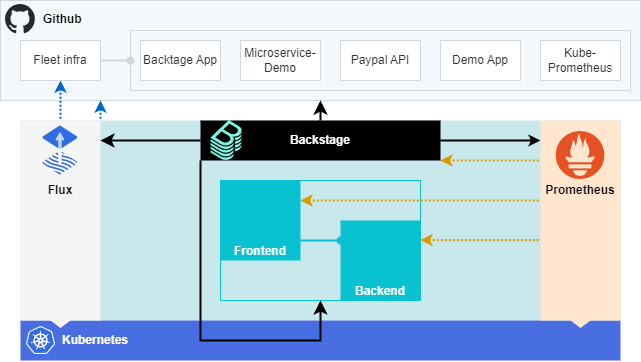 Github
Fleet infra
Backtage App
Microservice-
Demo
Paypal API
Demo App
Kube-
Prometheus
Backstage
Flux
Prometheus
Frontend
Backend
Kubernetes